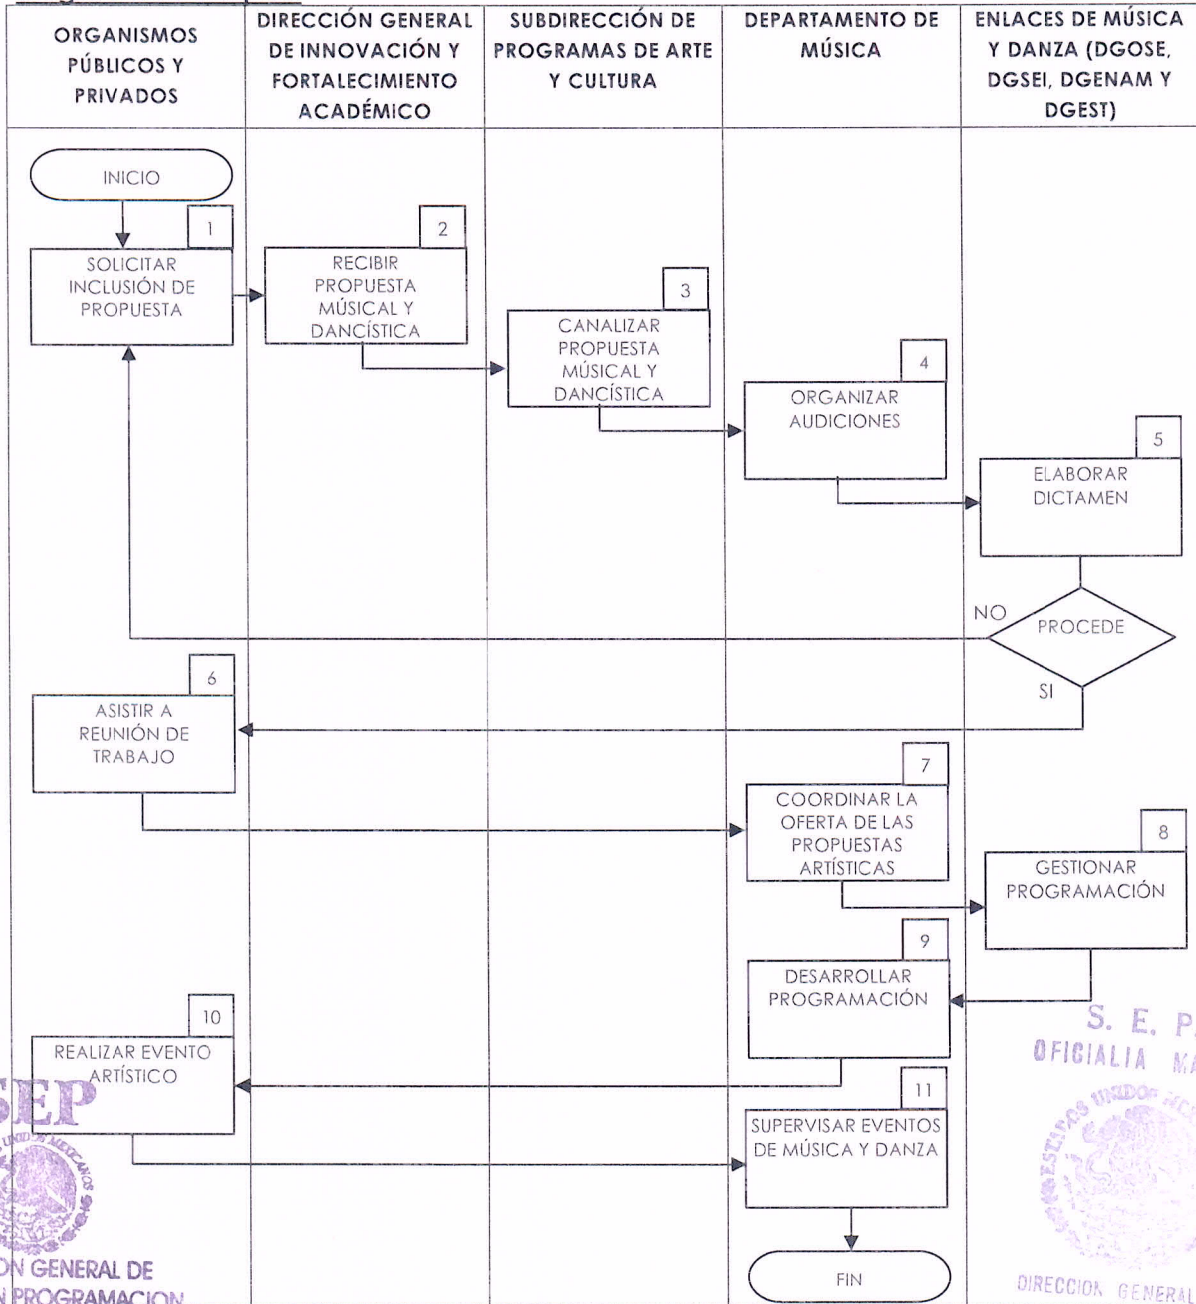 ORGANISMOS
PÚBLICOS Y
PRIVADOS
DIRECCIÓN GENERAL
DE INNOVACIÓN Y
FORTALECIMIENTO
ACADÉMICO
SUBDIRECCIÓN DE
PROGRAMAS DE ARTE
Y CULTURA
DEPARTAMENTO DE
MÚSICA
ENLACES DE MÚSICA
Y DANZA (DGOSE,
DGSEI, DGENAM Y
DGEST)
INICIO
1
SOLICITAR
INCLUSIÓN DE
PROPUESTA
2
RECIBIR
PROPUESTA
MÚSICAL Y
DANCÍSTICA
3
CANALIZAR
PROPUESTA
MÚSICAL Y
DANCÍSTICA
4
ORGANIZAR
AUDICIONES
5
ELABORAR
DICTAMEN
NO
PROCEDE
SI
6
ASISTIR A
REUNIÓN DE
TRABAJO
7
COORDINAR LA
OFERTA DE LAS
PROPUESTAS
ARTÍSTICAS
8
GESTIONAR
PROGRAMACIÓN
9
DESARROLLAR
PROGRAMACIÓN
10
REALIZAR EVENTO
ARTÍSTICO
11
SUPERVISAR EVENTOS
DE MÚSICA Y DANZA
FIN
SEP
GENERAL DE
PROGRAMACION
S. E. P.
OFICIALIA
DIRECCION GENERAL